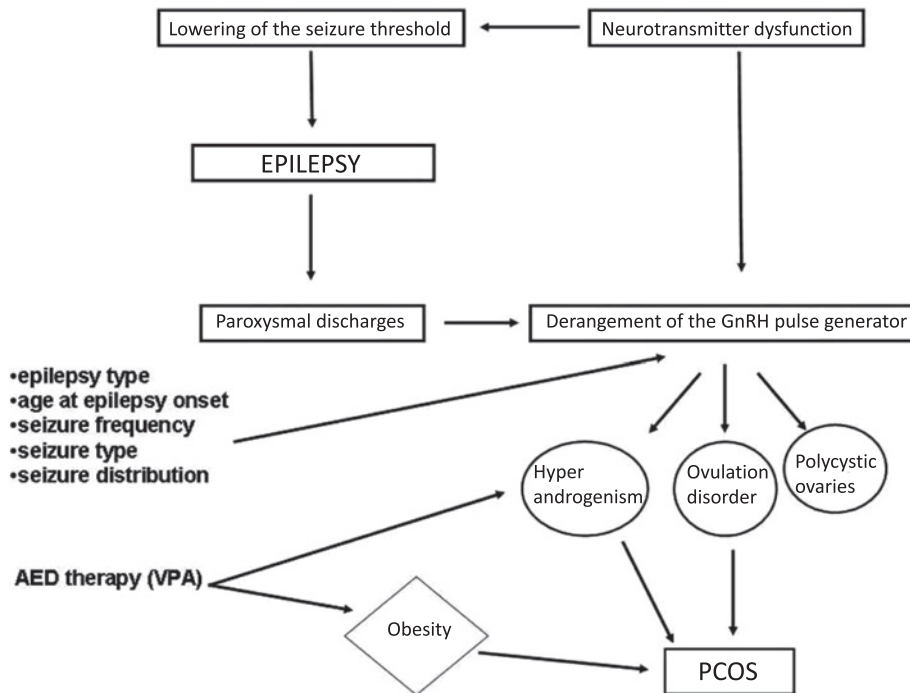 Lowering of the seizure threshold
Neurotransmitter dysfunction
EPILEPSY
Paroxysmal discharges
Derangement of the GnRH pulse generator
•epilepsy type
•age at epilepsy onset
•seizure frequency
•seizure type
•seizure distribution
Hyper
androgenism
Ovulation
disorder
Polycystic
ovaries
AED therapy (VPA)
Obesity
PCOS